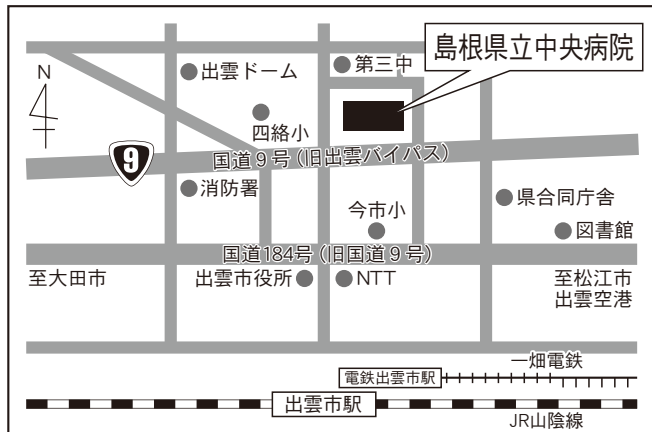 島根県立中央病院
第三中
出雲ドーム
N
四絡小
国道9号(旧出雲バイパス)
9
消防署
県合同庁舎
今市小
図書館
国道184号(旧国道9号)
至大田市
出雲市役所
NTT
至松江市
出雲空港
一畑電鉄
電鉄出雲市駅
出雲市駅
JR山陰線